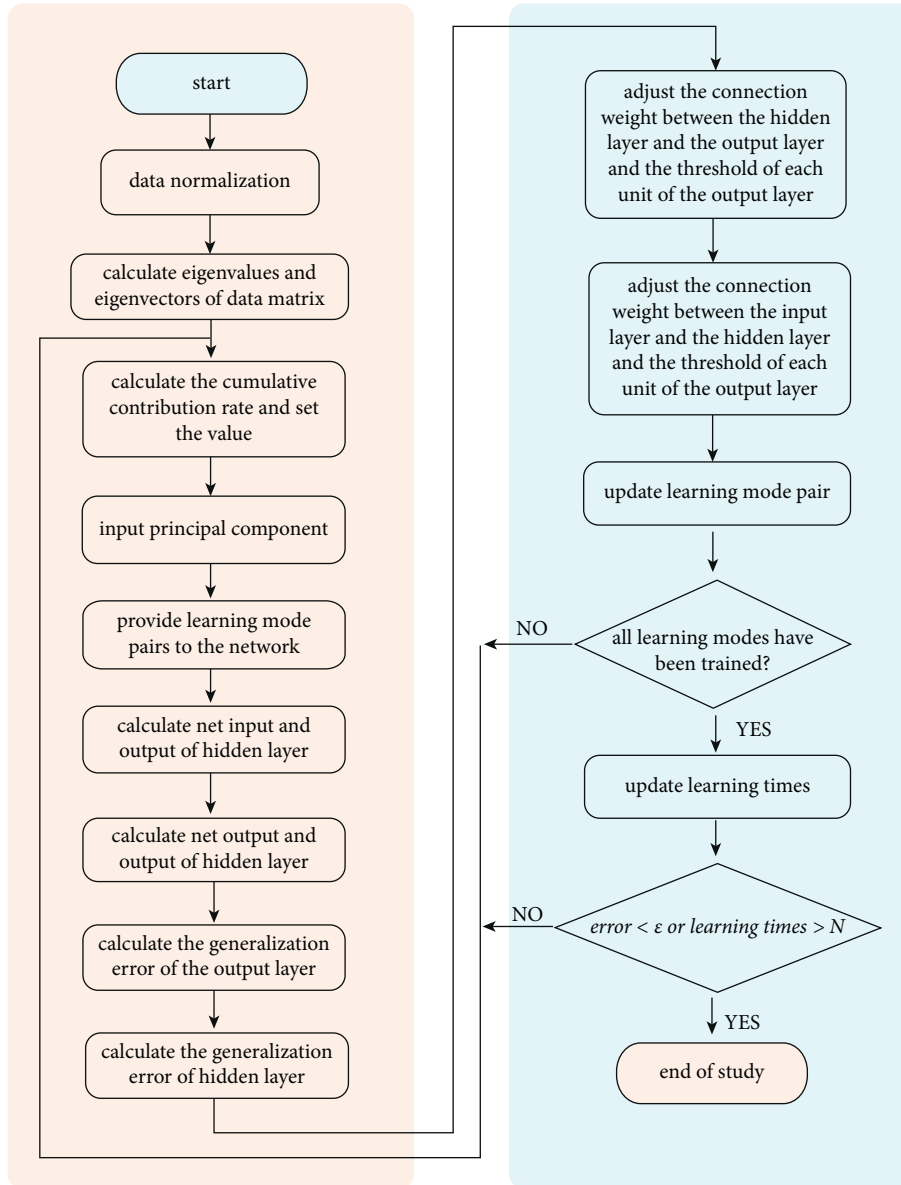 start
data normalization
calculate eigenvalues and
eigenvectors of data matrix
calculate the cumulative
contribution rate and set
the value
input principal component
provide learning mode
pairs to the network
calculate net input and
output of hidden layer
calculate net output and
output of hidden layer
calculate the generalization
error of the output layer
calculate the generalization
error of hidden layer
adjust the connection
weight between the hidden
layer and the output layer
and the threshold of each
unit of the output layer
adjust the connection
weight between the input
layer and the hidden layer
and the threshold of each
unit of the output layer
update learning mode pair
all learning modes have
been trained?
NO
YES
update learning times
error < ε or learning times > N
NO
YES
end of study